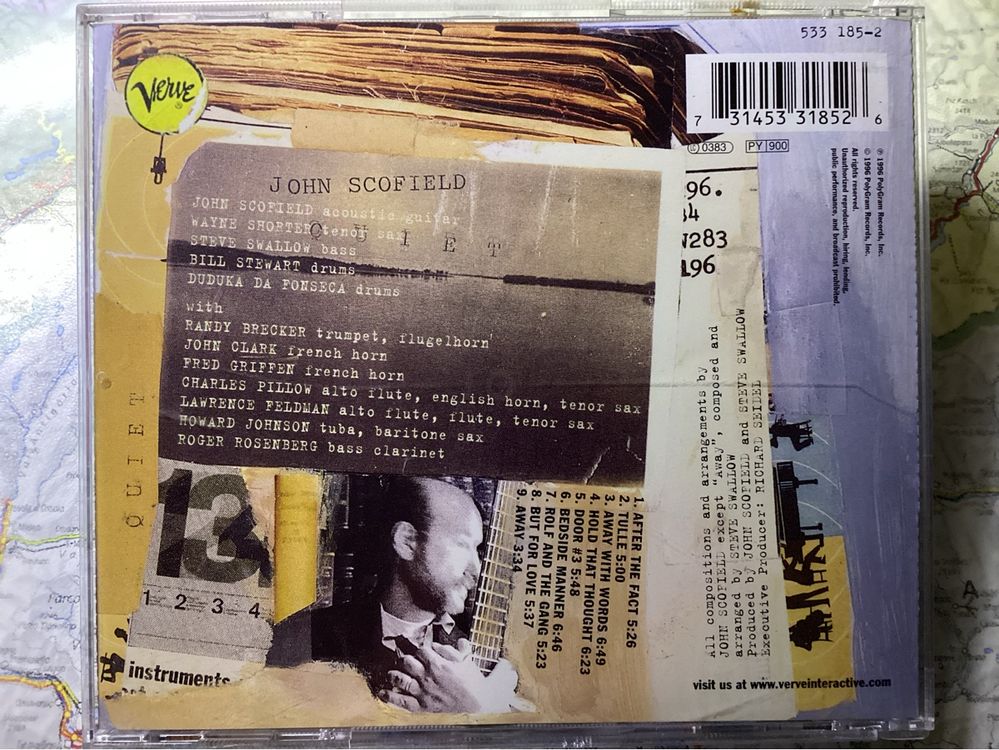 533 185-2
Verve
7 31453 31852 6
0383 PY 900
℗ 1996 PolyGram Records, Inc.
© 1996 PolyGram Records, Inc.
All rights reserved.
Unauthorized reproduction, hiring, lending,
public performance, and broadcast prohibited.
JOHN SCOFIELD
QUIET
JOHN SCOFIELD acoustic guitar
WAYNE SHORTER tenor sax
STEVE SWALLOW bass
BILL STEWART drums
DUDUKA DA FONSECA drums
with
RANDY BRECKER trumpet, flugelhorn
JOHN CLARK french horn
FRED GRIFFEN french horn
CHARLES PILLOW alto flute, english horn, tenor sax
LAWRENCE FELDMAN alto flute, flute, tenor sax
HOWARD JOHNSON tuba, baritone sax
ROGER ROSENBERG bass clarinet
96.
34
N283
196
QUIET
13
1 2 3 4
instruments
1. AFTER THE FACT 5:26
2. TULLE 5:00
3. AWAY WITH WORDS 6:49
4. HOLD THAT THOUGHT 6:23
5. DOOR #3 5:48
6. BEDSIDE MANNER 6:46
7. ROLF AND THE GANG 5:23
8. BUT FOR LOVE 5:37
9. AWAY 3:33
All compositions and arrangements by
JOHN SCOFIELD except "Away", composed and
arranged by STEVE SWALLOW
Produced by JOHN SCOFIELD and STEVE SWALLOW
Executive Producer: RICHARD SEIDEL
visit us at www.verveinteractive.com